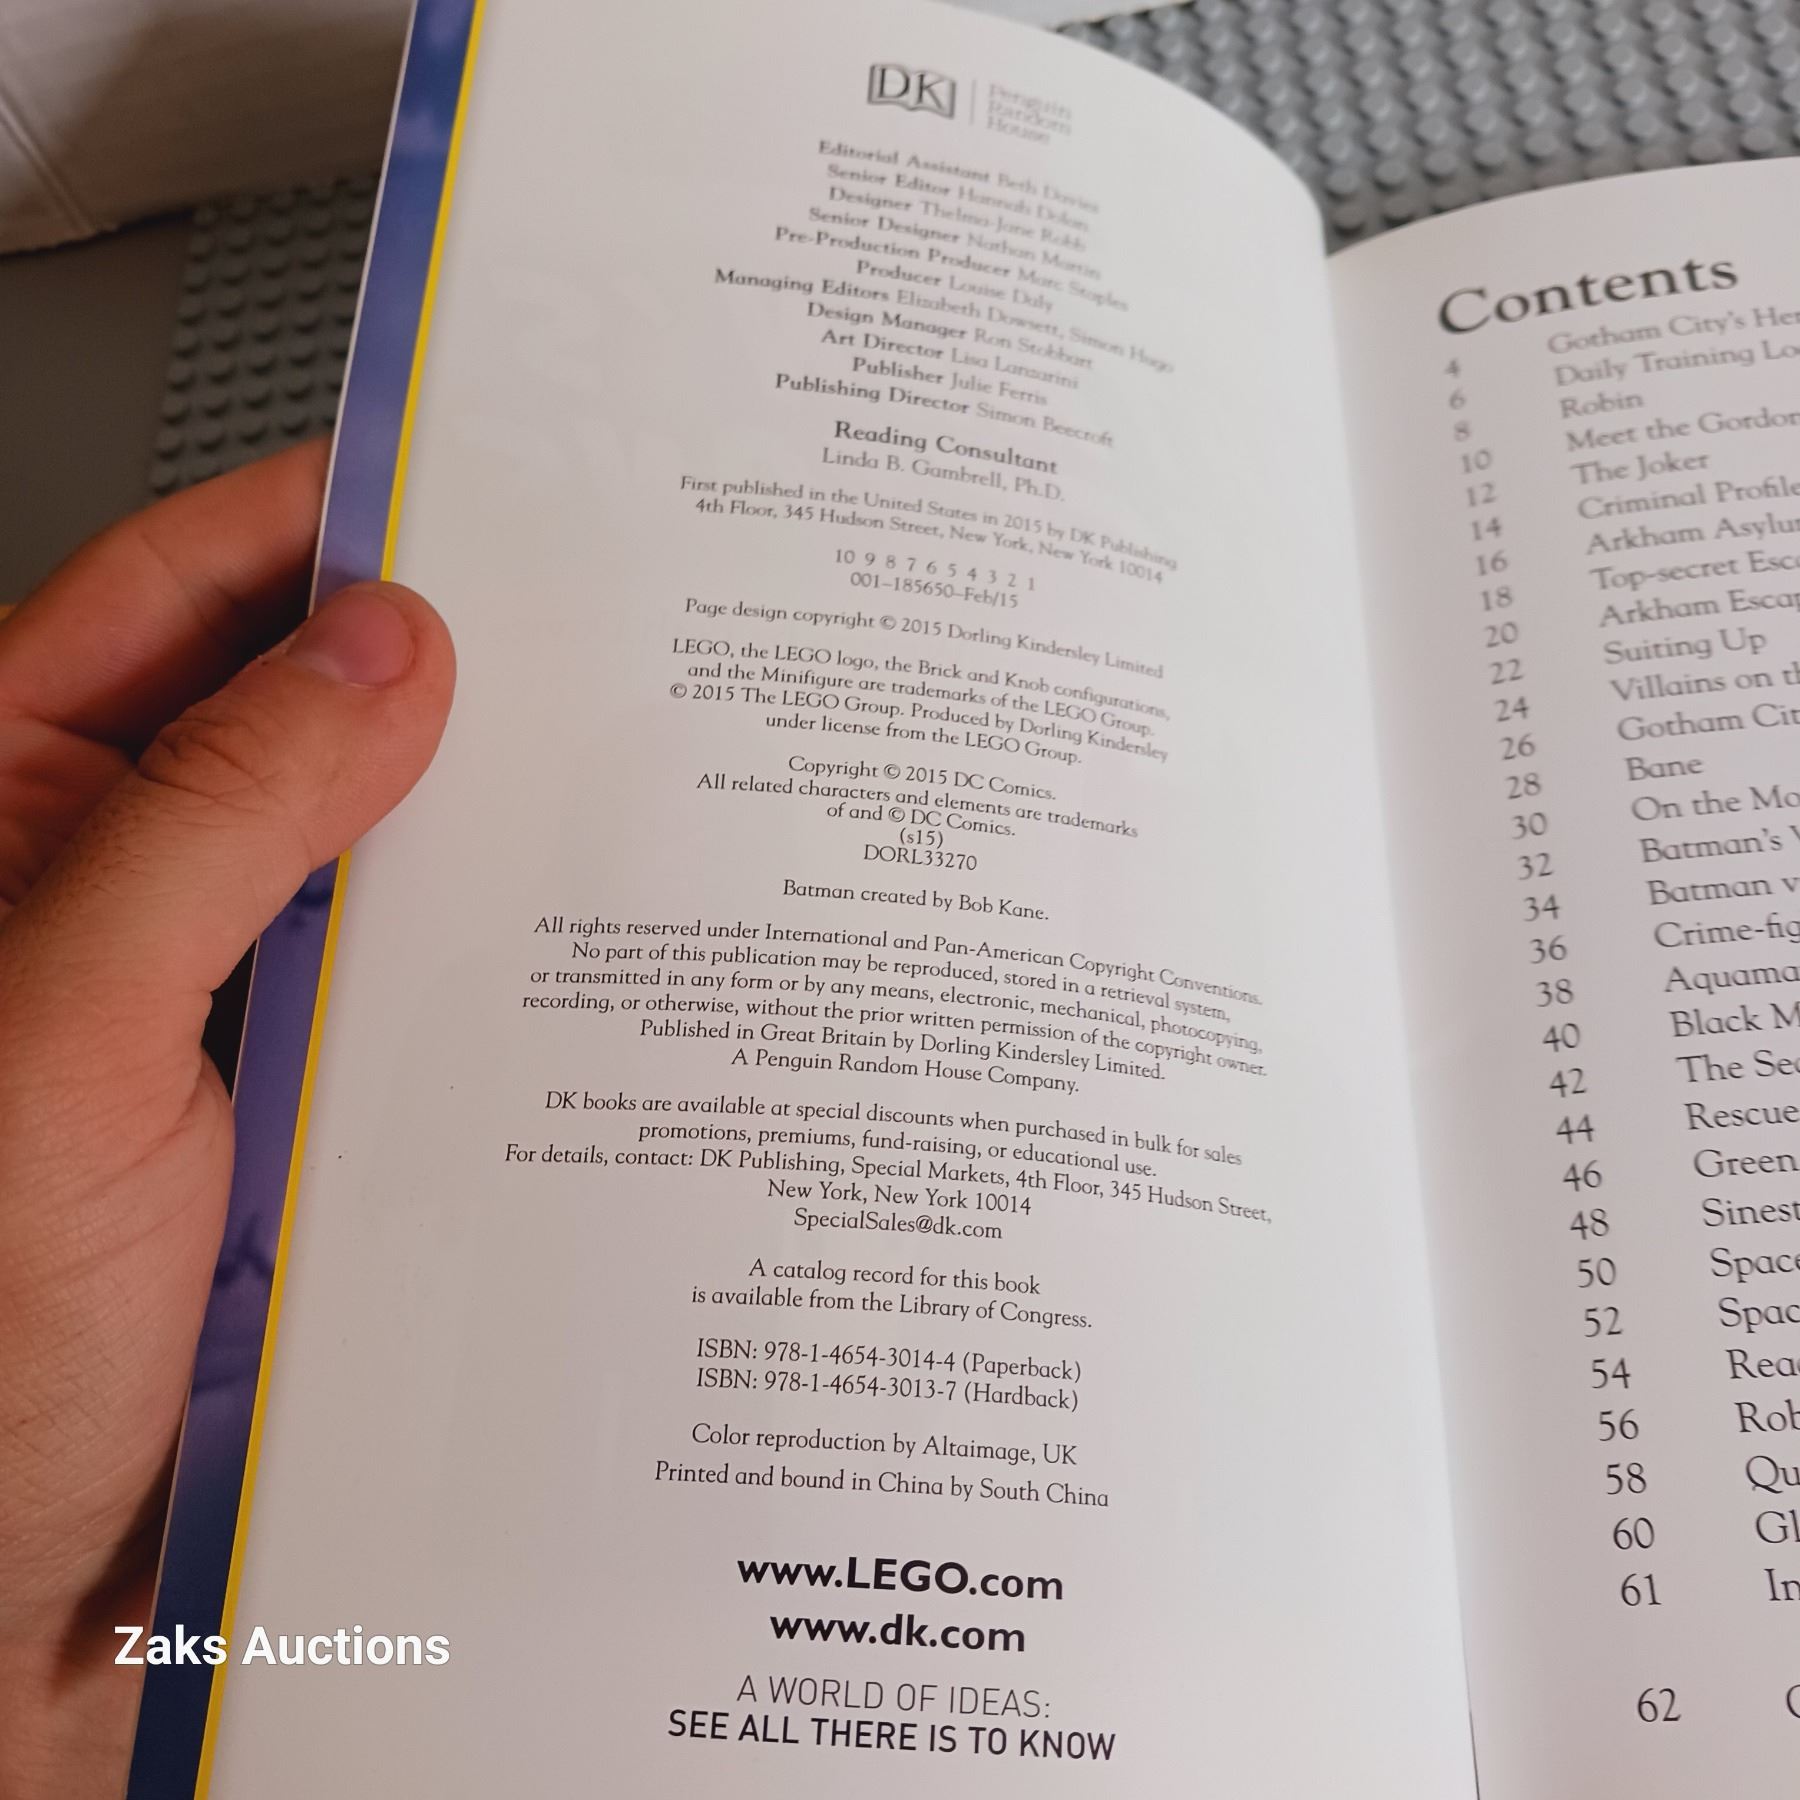 DK
Penguin
Random
House
Editorial Assistant Beth Davies
Senior Editor Hannah Dolan
Designer Thelma-Jane Robb
Senior Designer Nathan Martin
Pre-Production Producer Marc Staples
Producer Louise Daly
Managing Editors Elizabeth Dowsett, Simon Hugo
Design Manager Ron Stobbart
Art Director Lisa Lanzarini
Publisher Julie Ferris
Publishing Director Simon Beecroft
Reading Consultant
Linda B. Gambrell, Ph.D.
First published in the United States in 2015 by DK Publishing
4th Floor, 345 Hudson Street, New York, New York 10014
10 9 8 7 6 5 4 3 2 1
001–185650–Feb/15
Page design copyright © 2015 Dorling Kindersley Limited
LEGO, the LEGO logo, the Brick and Knob configurations,
and the Minifigure are trademarks of the LEGO Group.
© 2015 The LEGO Group. Produced by Dorling Kindersley
under license from the LEGO Group.
Copyright © 2015 DC Comics.
All related characters and elements are trademarks
of and © DC Comics.
(s15)
DORL33270
Batman created by Bob Kane.
All rights reserved under International and Pan-American Copyright Conventions.
No part of this publication may be reproduced, stored in a retrieval system,
or transmitted in any form or by any means, electronic, mechanical, photocopying,
recording, or otherwise, without the prior written permission of the copyright owner.
Published in Great Britain by Dorling Kindersley Limited.
A Penguin Random House Company.
DK books are available at special discounts when purchased in bulk for sales
promotions, premiums, fund-raising, or educational use.
For details, contact: DK Publishing, Special Markets, 4th Floor, 345 Hudson Street,
New York, New York 10014
SpecialSales@dk.com
A catalog record for this book
is available from the Library of Congress.
ISBN: 978-1-4654-3014-4 (Paperback)
ISBN: 978-1-4654-3013-7 (Hardback)
Color reproduction by Altaimage, UK
Printed and bound in China by South China
www.LEGO.com
www.dk.com
A WORLD OF IDEAS:
SEE ALL THERE IS TO KNOW
Contents
4 Gotham City's Her
6 Daily Training Lo
8 Robin
10 Meet the Gordon
12 The Joker
14 Criminal Profile
16 Arkham Asylu
18 Top-secret Esc
20 Arkham Escap
22 Suiting Up
24 Villains on th
26 Gotham Cit
28 Bane
30 On the Mo
32 Batman's
34 Batman v
36 Crime-fig
38 Aquama
40 Black M
42 The Sec
44 Rescue
46 Green
48 Sinest
50 Space
52 Spac
54 Rea
56 Rob
58 Qu
60 Gl
61 In
62
Zaks Auctions